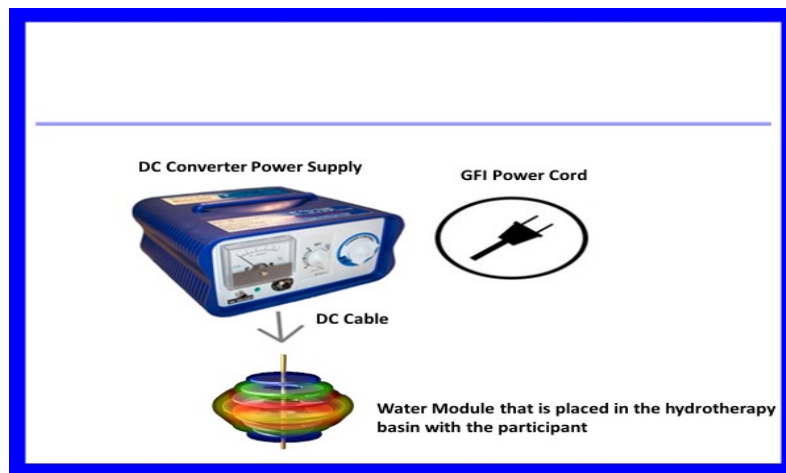 DC Converter Power Supply
GFI Power Cord
DC Cable
Water Module that is placed in the hydrotherapy
basin with the participant